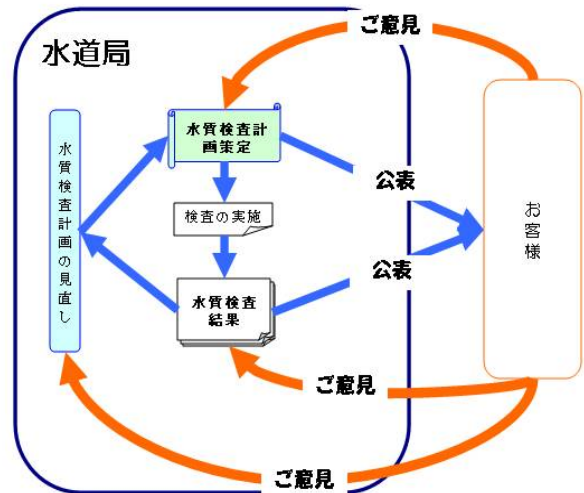 ご意見
水道局
水質検査計
画策定
公表
水質検査計画の見直し
検査の実施
お客様
公表
水質検査
結果
ご意見
ご意見